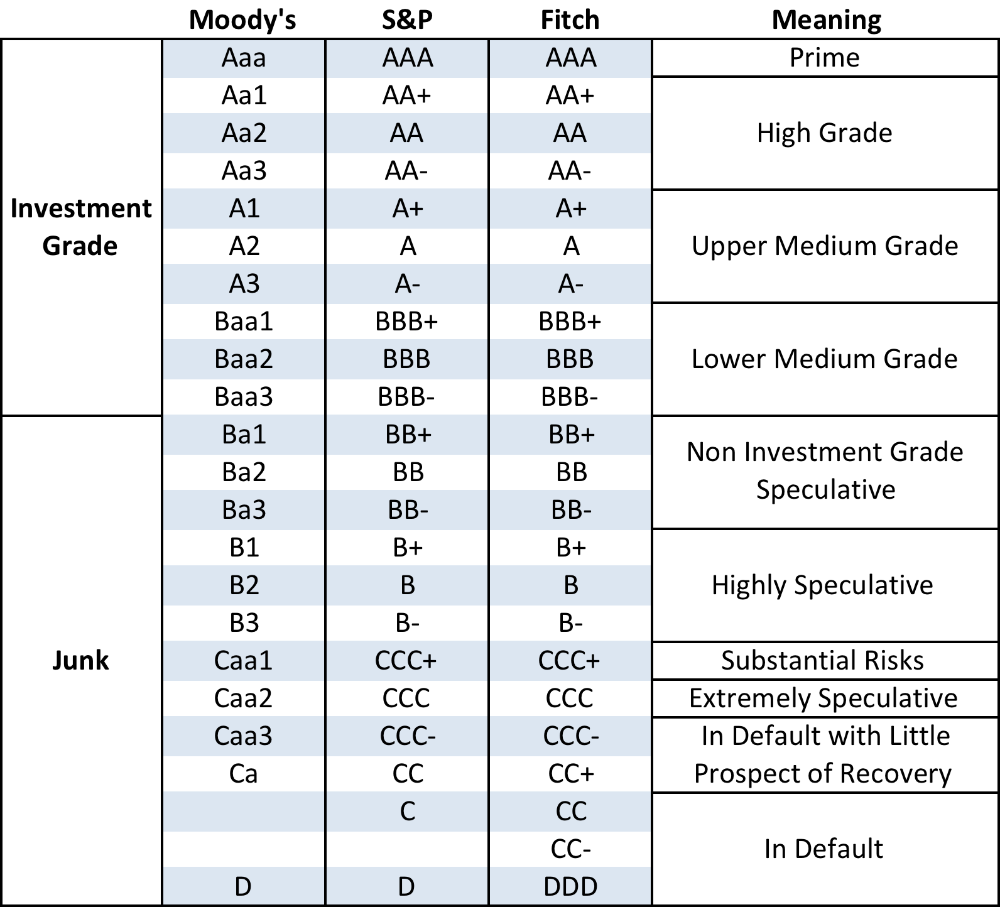 Moody's S&P Fitch Meaning
Aaa AAA AAA Prime
Aa1 AA+ AA+
Aa2 AA AA High Grade
Aa3 AA- AA-
Investment A1 A+ A+
Grade A2 A A Upper Medium Grade
A3 A- A-
Baa1 BBB+ BBB+
Baa2 BBB BBB Lower Medium Grade
Baa3 BBB- BBB-
Ba1 BB+ BB+ Non Investment Grade
Ba2 BB BB Speculative
Ba3 BB- BB-
B1 B+ B+
B2 B B Highly Speculative
B3 B- B-
Junk Caa1 CCC+ CCC+ Substantial Risks
Caa2 CCC CCC Extremely Speculative
Caa3 CCC- CCC- In Default with Little
Ca CC CC+ Prospect of Recovery
C CC
CC- In Default
D D DDD